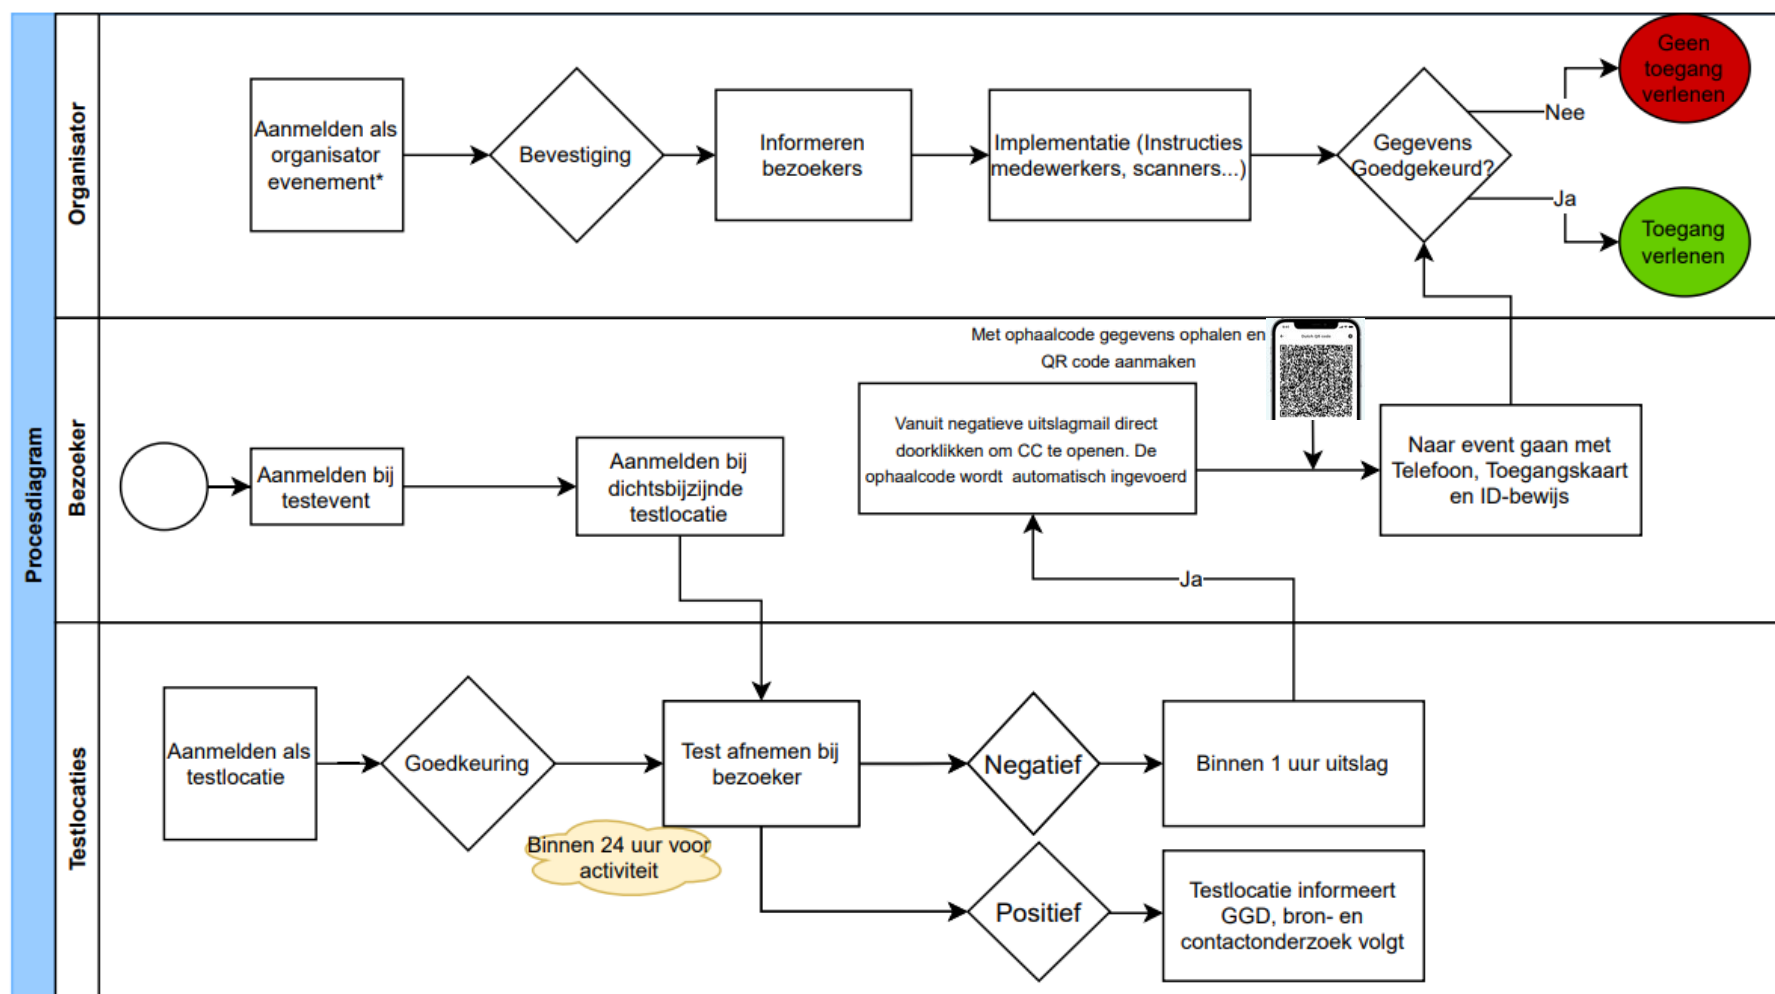 Procesdiagram
Organisator
Aanmelden als
organisator
evenement*
Bevestiging
Informeren
bezoekers
Implementatie (Instructies
medewerkers, scanners...)
Gegevens
Goedgekeurd?
Nee
Geen
toegang
verlenen
Ja
Toegang
verlenen
Bezoeker
Aanmelden bij
testevent
Aanmelden bij
dichtsbijzijnde
testlocatie
Met ophaalcode gegevens ophalen en
QR code aanmaken
Vanuit negatieve uitslagmail direct
doorklikken om CC te openen. De
ophaalcode wordt automatisch ingevoerd
Naar event gaan met
Telefoon, Toegangskaart
en ID-bewijs
Ja
Testlocaties
Aanmelden als
testlocatie
Goedkeuring
Test afnemen bij
bezoeker
Binnen 24 uur voor
activiteit
Negatief
Binnen 1 uur uitslag
Positief
Testlocatie informeert
GGD, bron- en
contactonderzoek volgt